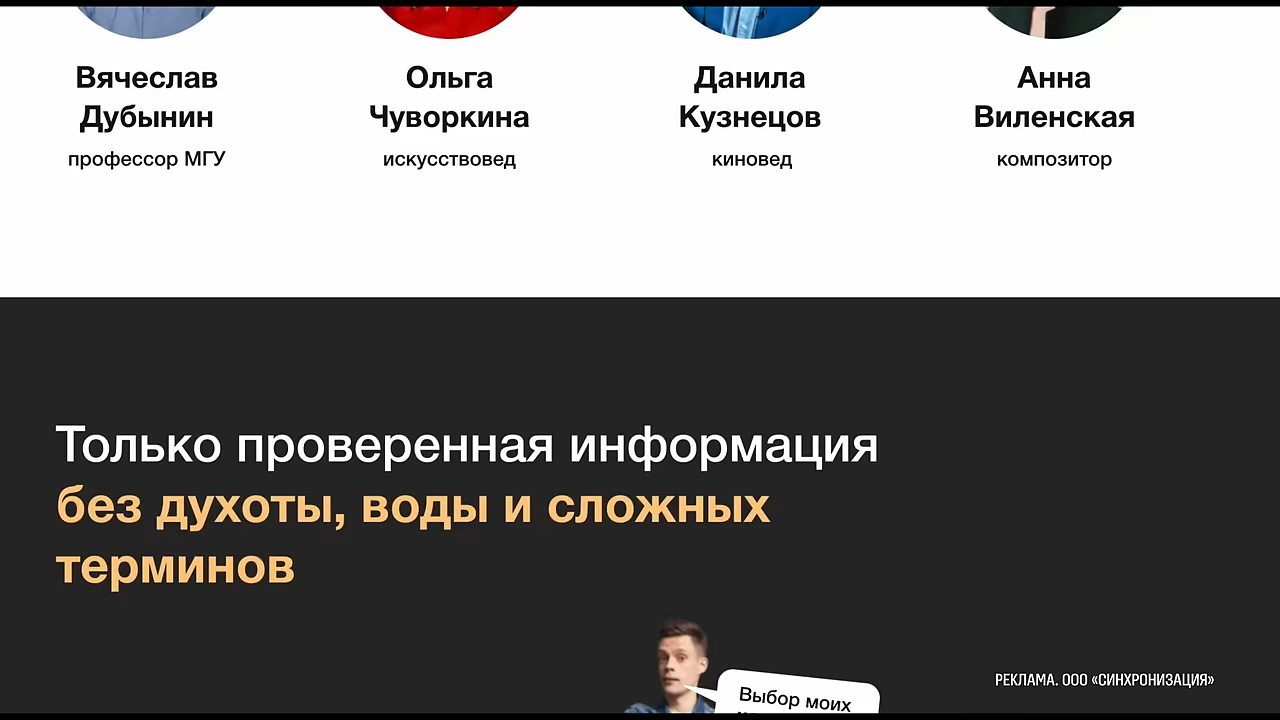 Вячеслав
Дубынин
профессор МГУ
Ольга
Чуворкина
искусствовед
Данила
Кузнецов
киновед
Анна
Виленская
композитор
Только проверенная информация
без духоты, воды и сложных
терминов
Выбор моих
РЕКЛАМА. ООО «СИНХРОНИЗАЦИЯ»